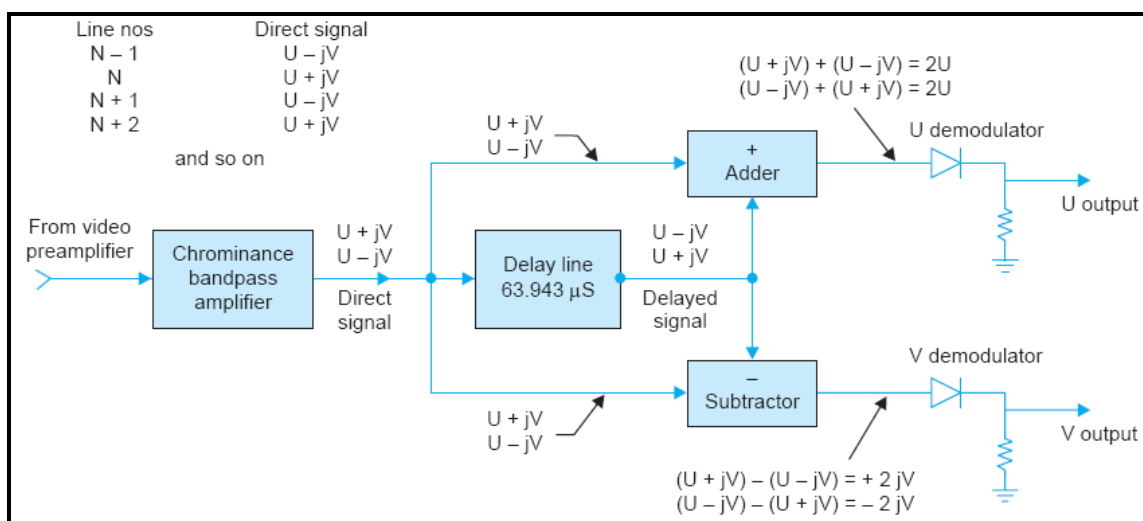 Line nos Direct signal
N – 1 U – jV
N U + jV
N + 1 U – jV
N + 2 U + jV
and so on
(U + jV) + (U – jV) = 2U
(U – jV) + (U + jV) = 2U
U + jV
U – jV
+
Adder
U demodulator
U output
From video
preamplifier
Chrominance
bandpass
amplifier
U + jV
U – jV
Direct
signal
Delay line
63.943 μS
U – jV
U + jV
Delayed
signal
–
Subtractor
V demodulator
V output
U + jV
U – jV
(U + jV) – (U – jV) = + 2 jV
(U – jV) – (U + jV) = – 2 jV